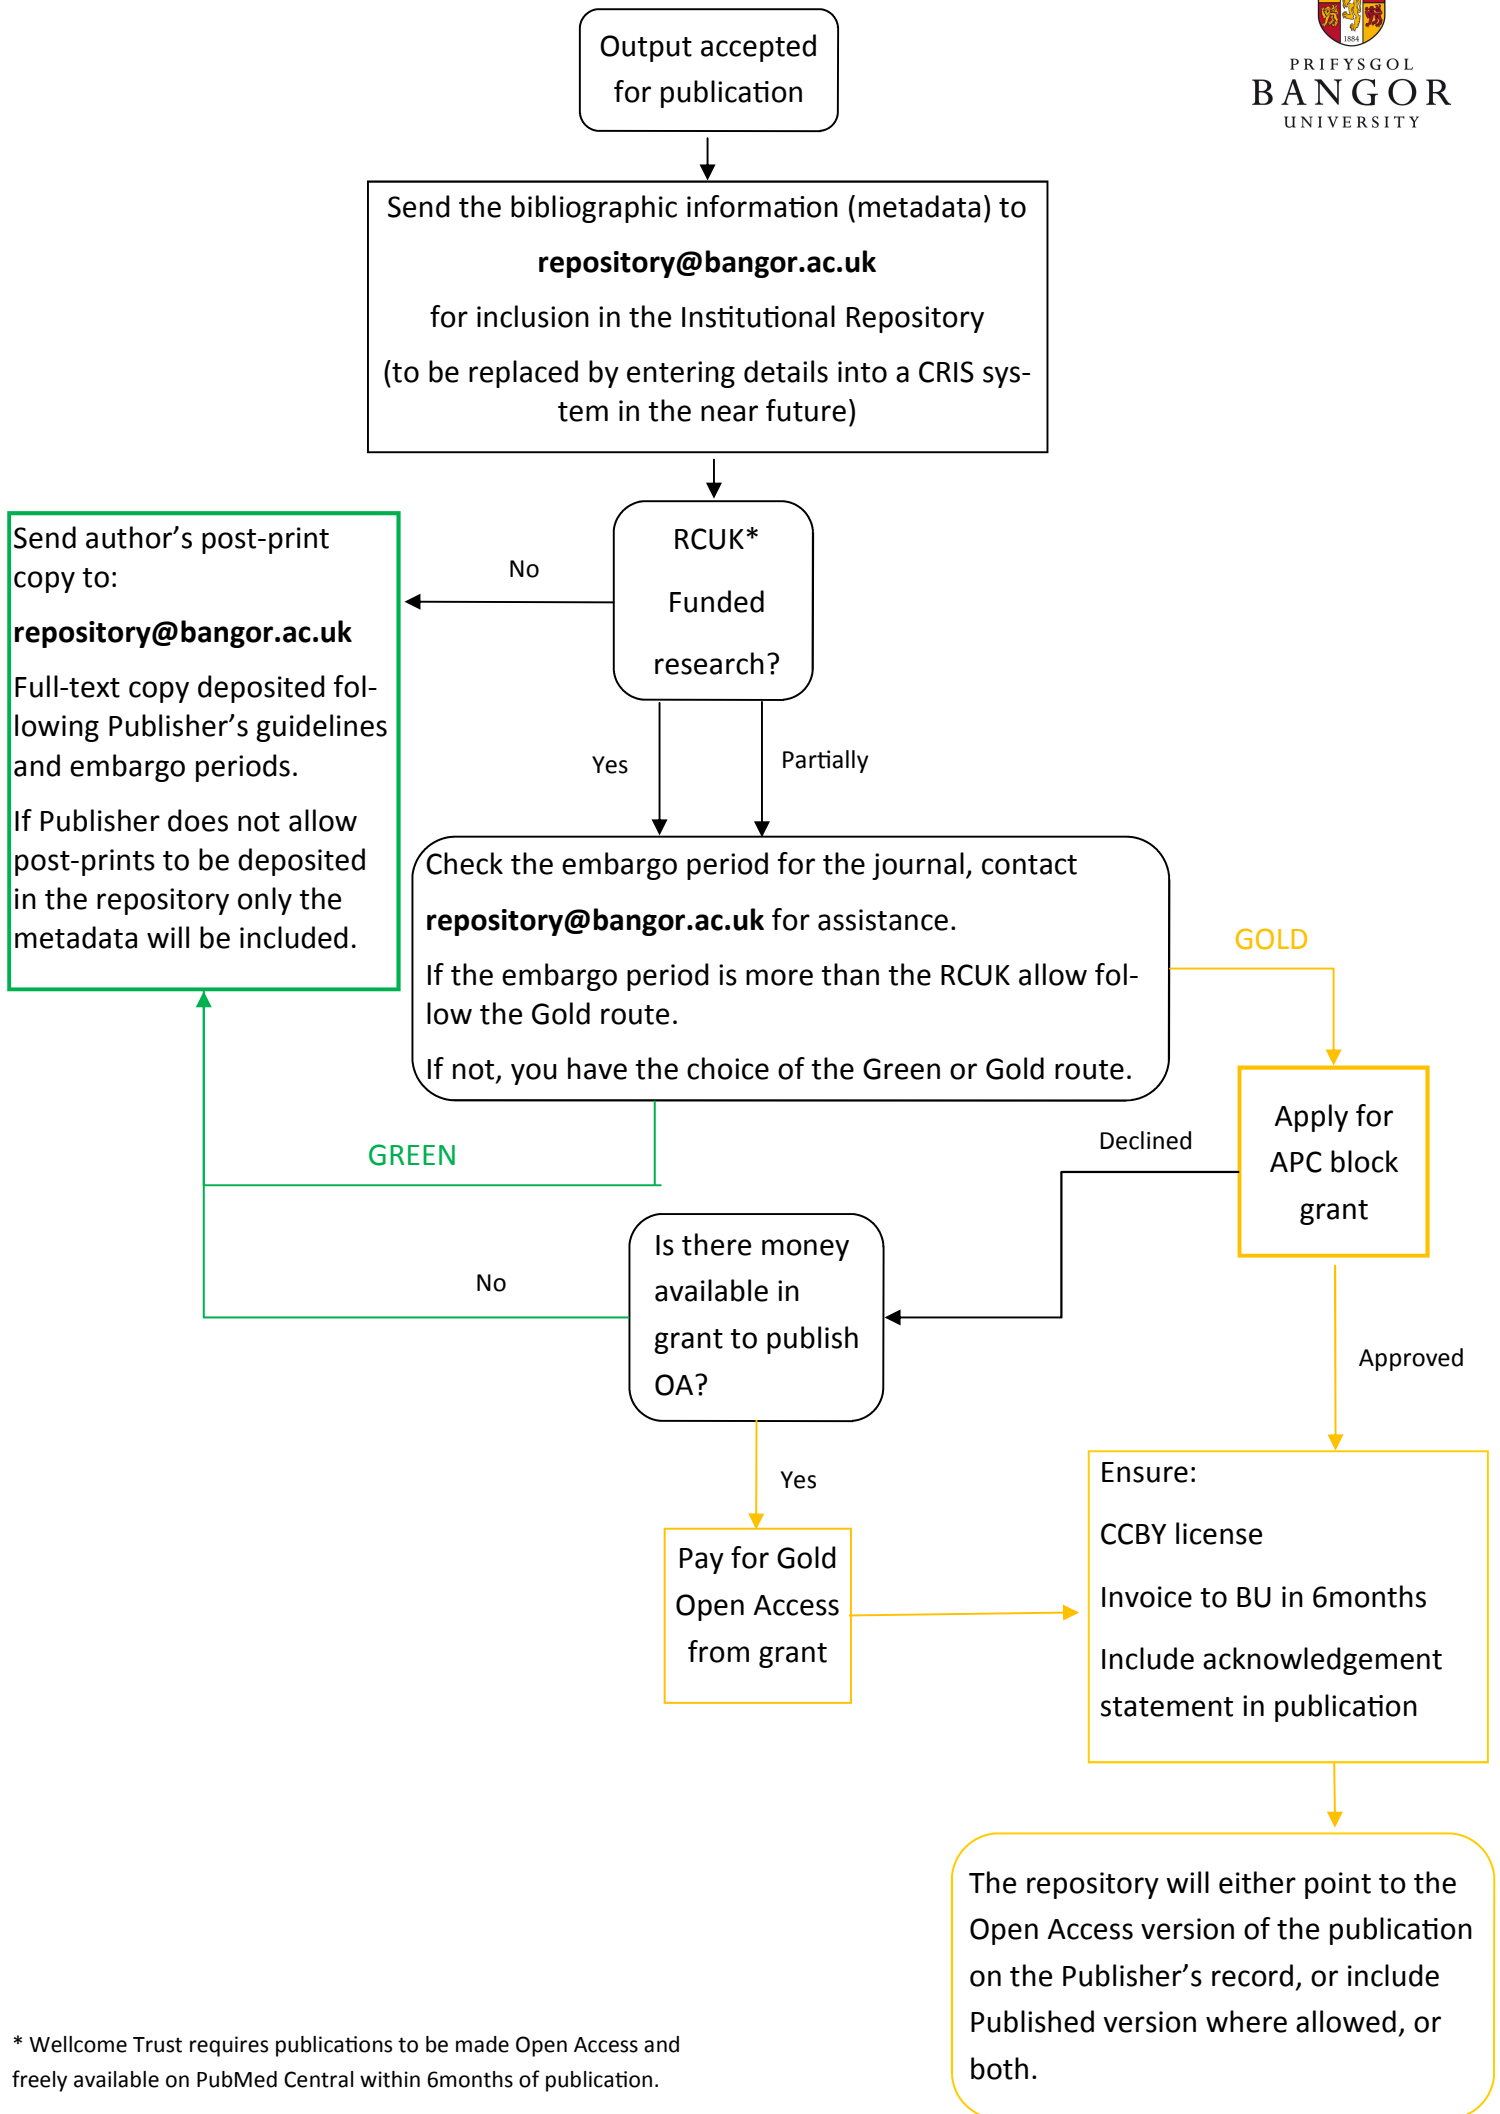 Output accepted
for publication
1884
PRIFYSGOL
BANGOR
UNIVERSITY
Send the bibliographic information (metadata) to
repository@bangor.ac.uk
for inclusion in the Institutional Repository
(to be replaced by entering details into a CRIS sys-
tem in the near future)
RCUK*
Funded
research?
No
Send author’s post-print
copy to:
repository@bangor.ac.uk
Full-text copy deposited fol-
lowing Publisher’s guidelines
and embargo periods.
If Publisher does not allow
post-prints to be deposited
in the repository only the
metadata will be included.
Yes
Partially
Check the embargo period for the journal, contact
repository@bangor.ac.uk for assistance.
If the embargo period is more than the RCUK allow fol-
low the Gold route.
If not, you have the choice of the Green or Gold route.
GOLD
GREEN
Apply for
APC block
grant
Declined
Is there money
available in
grant to publish
OA?
No
Approved
Yes
Pay for Gold
Open Access
from grant
Ensure:
CCBY license
Invoice to BU in 6months
Include acknowledgement
statement in publication
The repository will either point to the
Open Access version of the publication
on the Publisher’s record, or include
Published version where allowed, or
both.
* Wellcome Trust requires publications to be made Open Access and
freely available on PubMed Central within 6months of publication.